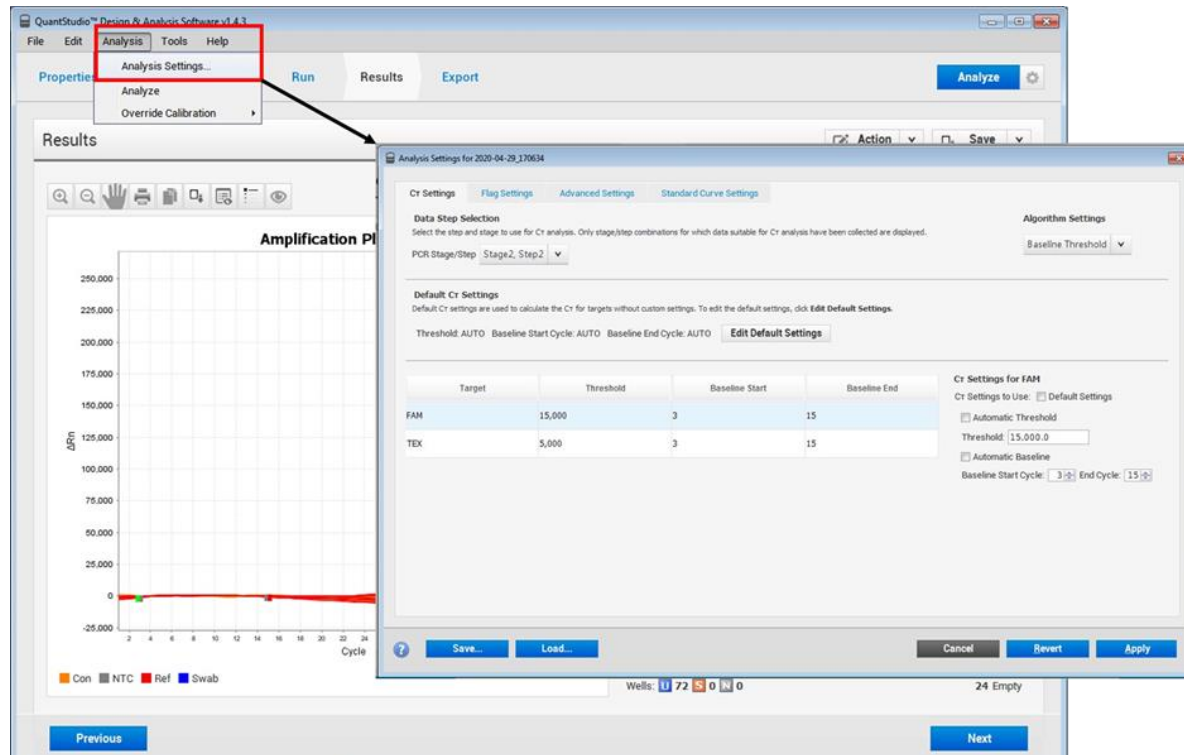 QuantStudio™ Design & Analysis Software v1.4.3
File Edit Analysis Tools Help
Analysis Settings...
Analyze
Override Calibration
Properties Run Results Export
Analyze
Results
Action
Save
Amplification Pl
250,000
225,000
200,000
175,000
150,000
125,000
100,000
75,000
50,000
25,000
0
-25,000
ΔRn
2 4 6 8 10 12 14 16 18 20 22 24
Cycle
Con NTC Ref Swab
Wells: U 72 S 0 N 0
24 Empty
Previous
Next
Analysis Settings for 2020-04-29_170634
CT Settings Flag Settings Advanced Settings Standard Curve Settings
Data Step Selection
Select the step and stage to use for CT analysis. Only stage/step combinations for which data suitable for CT analysis have been collected are displayed.
PCR Stage/Step Stage2, Step2
Algorithm Settings
Baseline Threshold
Default CT Settings
Default CT settings are used to calculate the CT for targets without custom settings. To edit the default settings, click Edit Default Settings.
Threshold: AUTO Baseline Start Cycle: AUTO Baseline End Cycle: AUTO Edit Default Settings
Target Threshold Baseline Start Baseline End
FAM 15,000 3 15
TEX 5,000 3 15
CT Settings for FAM
CT Settings to Use: Default Settings
Automatic Threshold
Threshold: 15.000.0
Automatic Baseline
Baseline Start Cycle: 3 End Cycle: 15
? Save... Load... Cancel Revert Apply